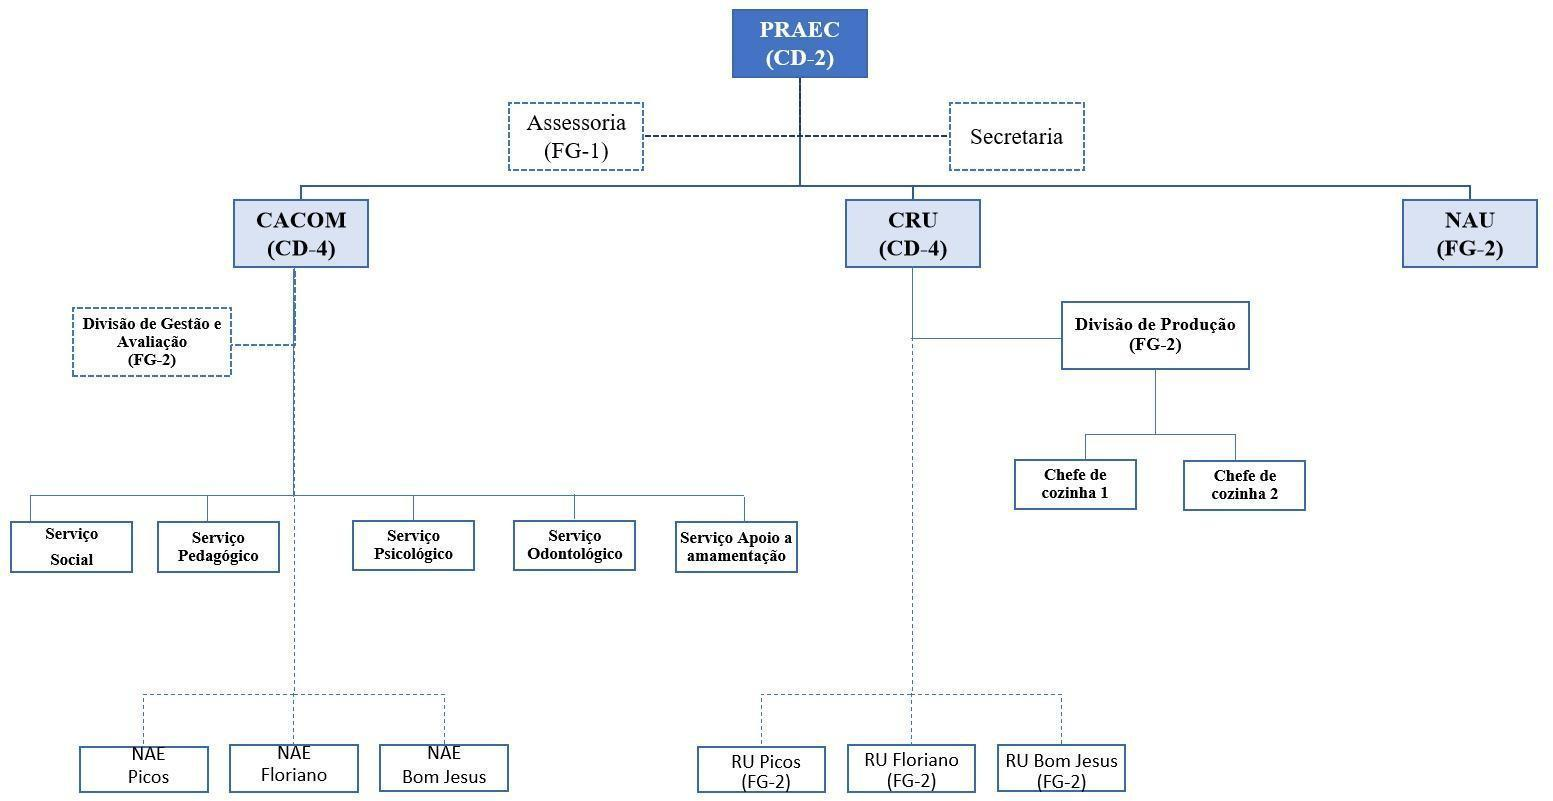 PRAEC
(CD-2)
Assessoria
(FG-1)
Secretaria
CACOM
(CD-4)
CRU
(CD-4)
NAU
(FG-2)
Divisão de Gestão e
Avaliação
(FG-2)
Divisão de Produção
(FG-2)
Chefe de
cozinha 1
Chefe de
cozinha 2
Serviço
Social
Serviço
Pedagógico
Serviço
Psicológico
Serviço
Odontológico
Serviço Apoio a
amamentação
NAE
Picos
NAE
Floriano
NAE
Bom Jesus
RU Picos
(FG-2)
RU Floriano
(FG-2)
RU Bom Jesus
(FG-2)